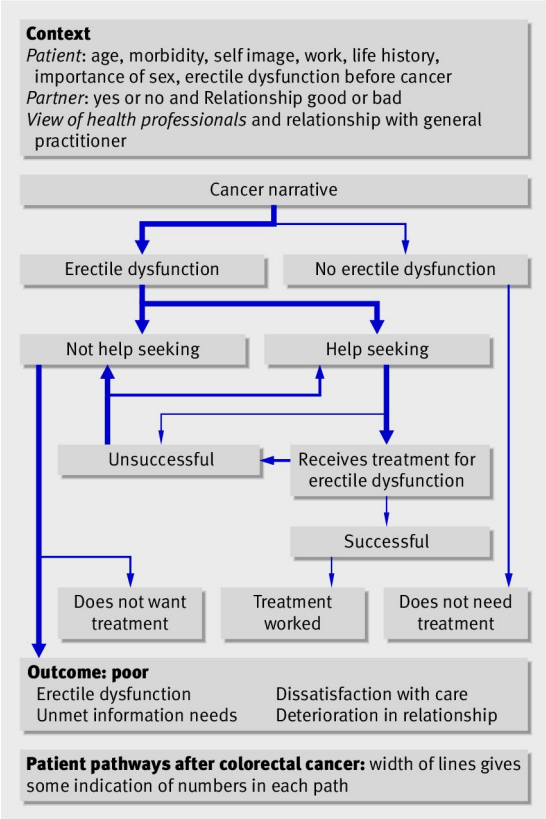 Context
Patient: age, morbidity, self image, work, life history,
importance of sex, erectile dysfunction before cancer
Partner: yes or no and Relationship good or bad
View of health professionals and relationship with general
practitioner
Cancer narrative
Erectile dysfunction
No erectile dysfunction
Not help seeking
Help seeking
Unsuccessful
Receives treatment for
erectile dysfunction
Successful
Does not want
treatment
Treatment
worked
Does not need
treatment
Outcome: poor
Erectile dysfunction
Dissatisfaction with care
Unmet information needs
Deterioration in relationship
Patient pathways after colorectal cancer: width of lines gives
some indication of numbers in each path